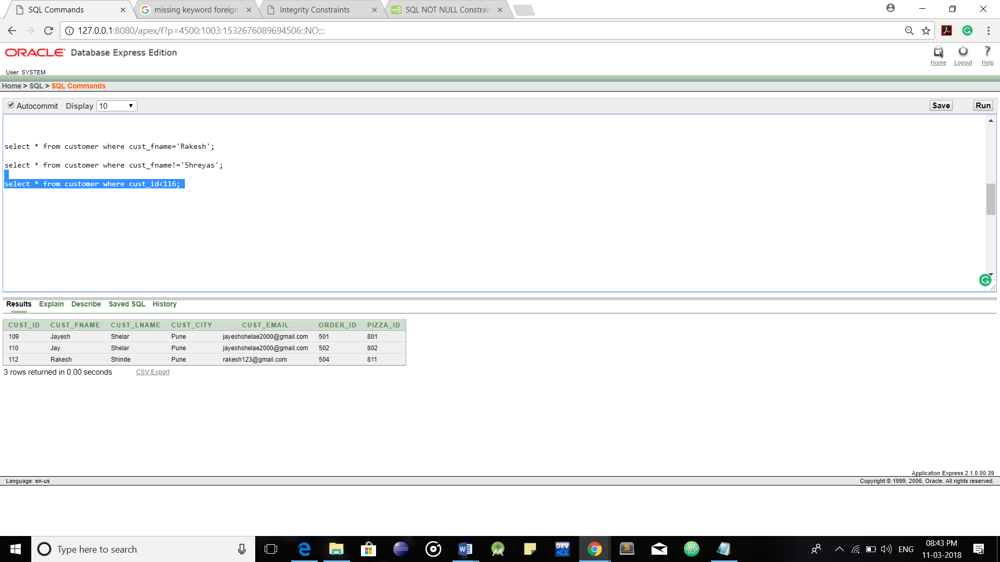 SQL Commands
missing keyword foreign
Integrity Constraints
SQL NOT NULL Constrain
127.0.0.1:8080/apex/f?p=4500:1003:1532676089694506::NO:::
ORACLE Database Express Edition
Home Logout Help
User: SYSTEM
Home > SQL > SQL Commands
Autocommit Display 10 Save Run
select * from customer where cust_fname='Rakesh';
select * from customer where cust_fname!='Shreyas';
select * from customer where cust_id<116;
Results Explain Describe Saved SQL History
CUST_ID CUST_FNAME CUST_LNAME CUST_CITY CUST_EMAIL ORDER_ID PIZZA_ID
109 Jayesh Shelar Pune jayeshshelae2000@gmail.com 501 801
110 Jay Shelar Pune jayeshshelae2000@gmail.com 502 802
112 Rakesh Shinde Pune rakesh123@gmail.com 504 811
3 rows returned in 0.00 seconds CSV Export
Application Express 2.1.0.00.39
Language: en-us Copyright © 1999, 2006, Oracle. All rights reserved.
Type here to search
DEV C++
ENG
08:43 PM
11-03-2018